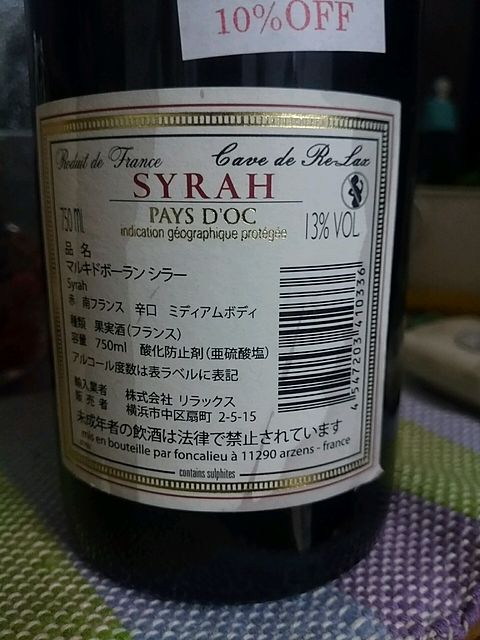 10%OFF
Produit de France
Cave de Re-Lax
SYRAH
PAYS D'OC
indication géographique protégée
750 ML
13% VOL
品 名
マルキドボーラン シラー
Syrah
赤 南フランス 辛口 ミディアムボディ
種類 果実酒(フランス)
容量 750ml 酸化防止剤(亜硫酸塩)
アルコール度数は表ラベルに表記
輸入業者 株式会社 リラックス
販 売 者 横浜市中区扇町 2-5-15
未成年者の飲酒は法律で禁止されています
mis en bouteille par foncalieu à 11290 arzens - france
contains sulphites
4 547203 410336